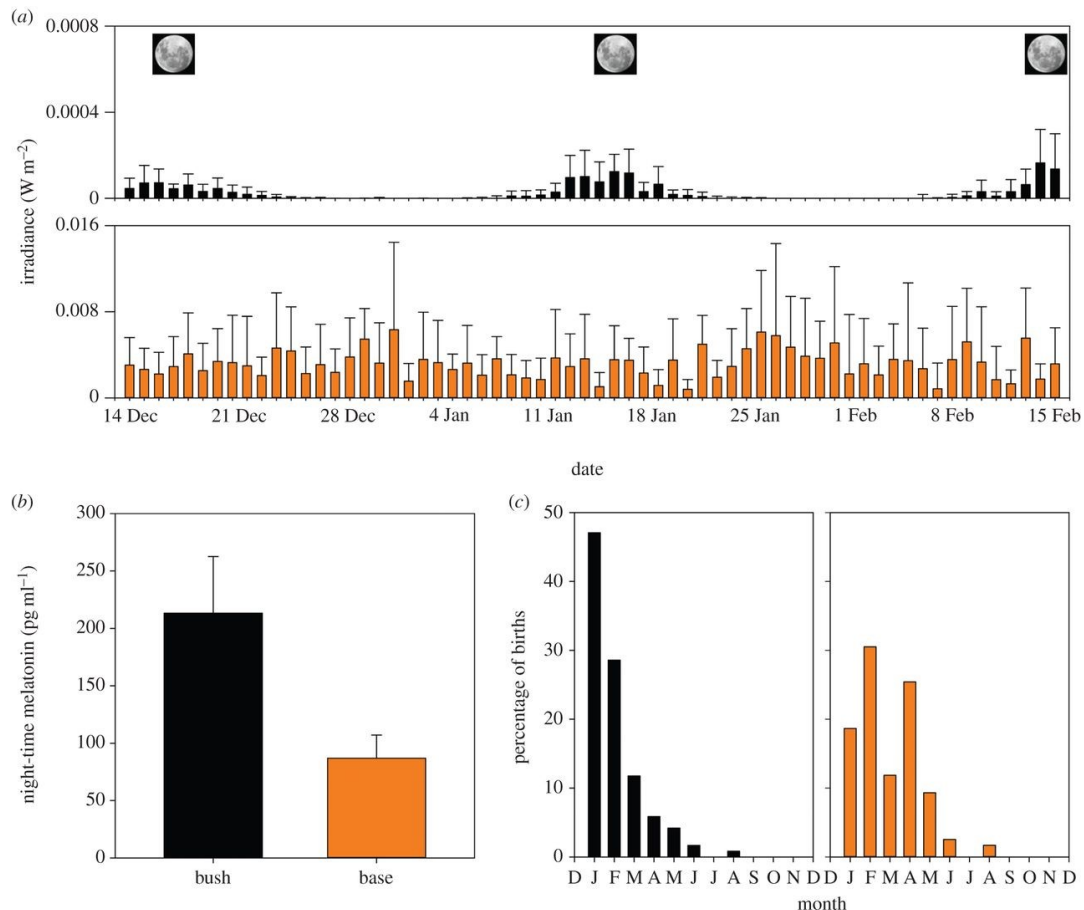 (a)
0.0008
0.0004
0
0.016
0.008
0
irradiance (W m⁻²)
14 Dec 21 Dec 28 Dec 4 Jan 11 Jan 18 Jan 25 Jan 1 Feb 8 Feb 15 Feb
date
(b)
300
250
200
150
100
50
0
night-time melatonin (pg ml⁻¹)
bush base
(c)
50
40
30
20
10
0
percentage of births
D J F M A M J J A S O N D D J F M A M J J A S O N D
month